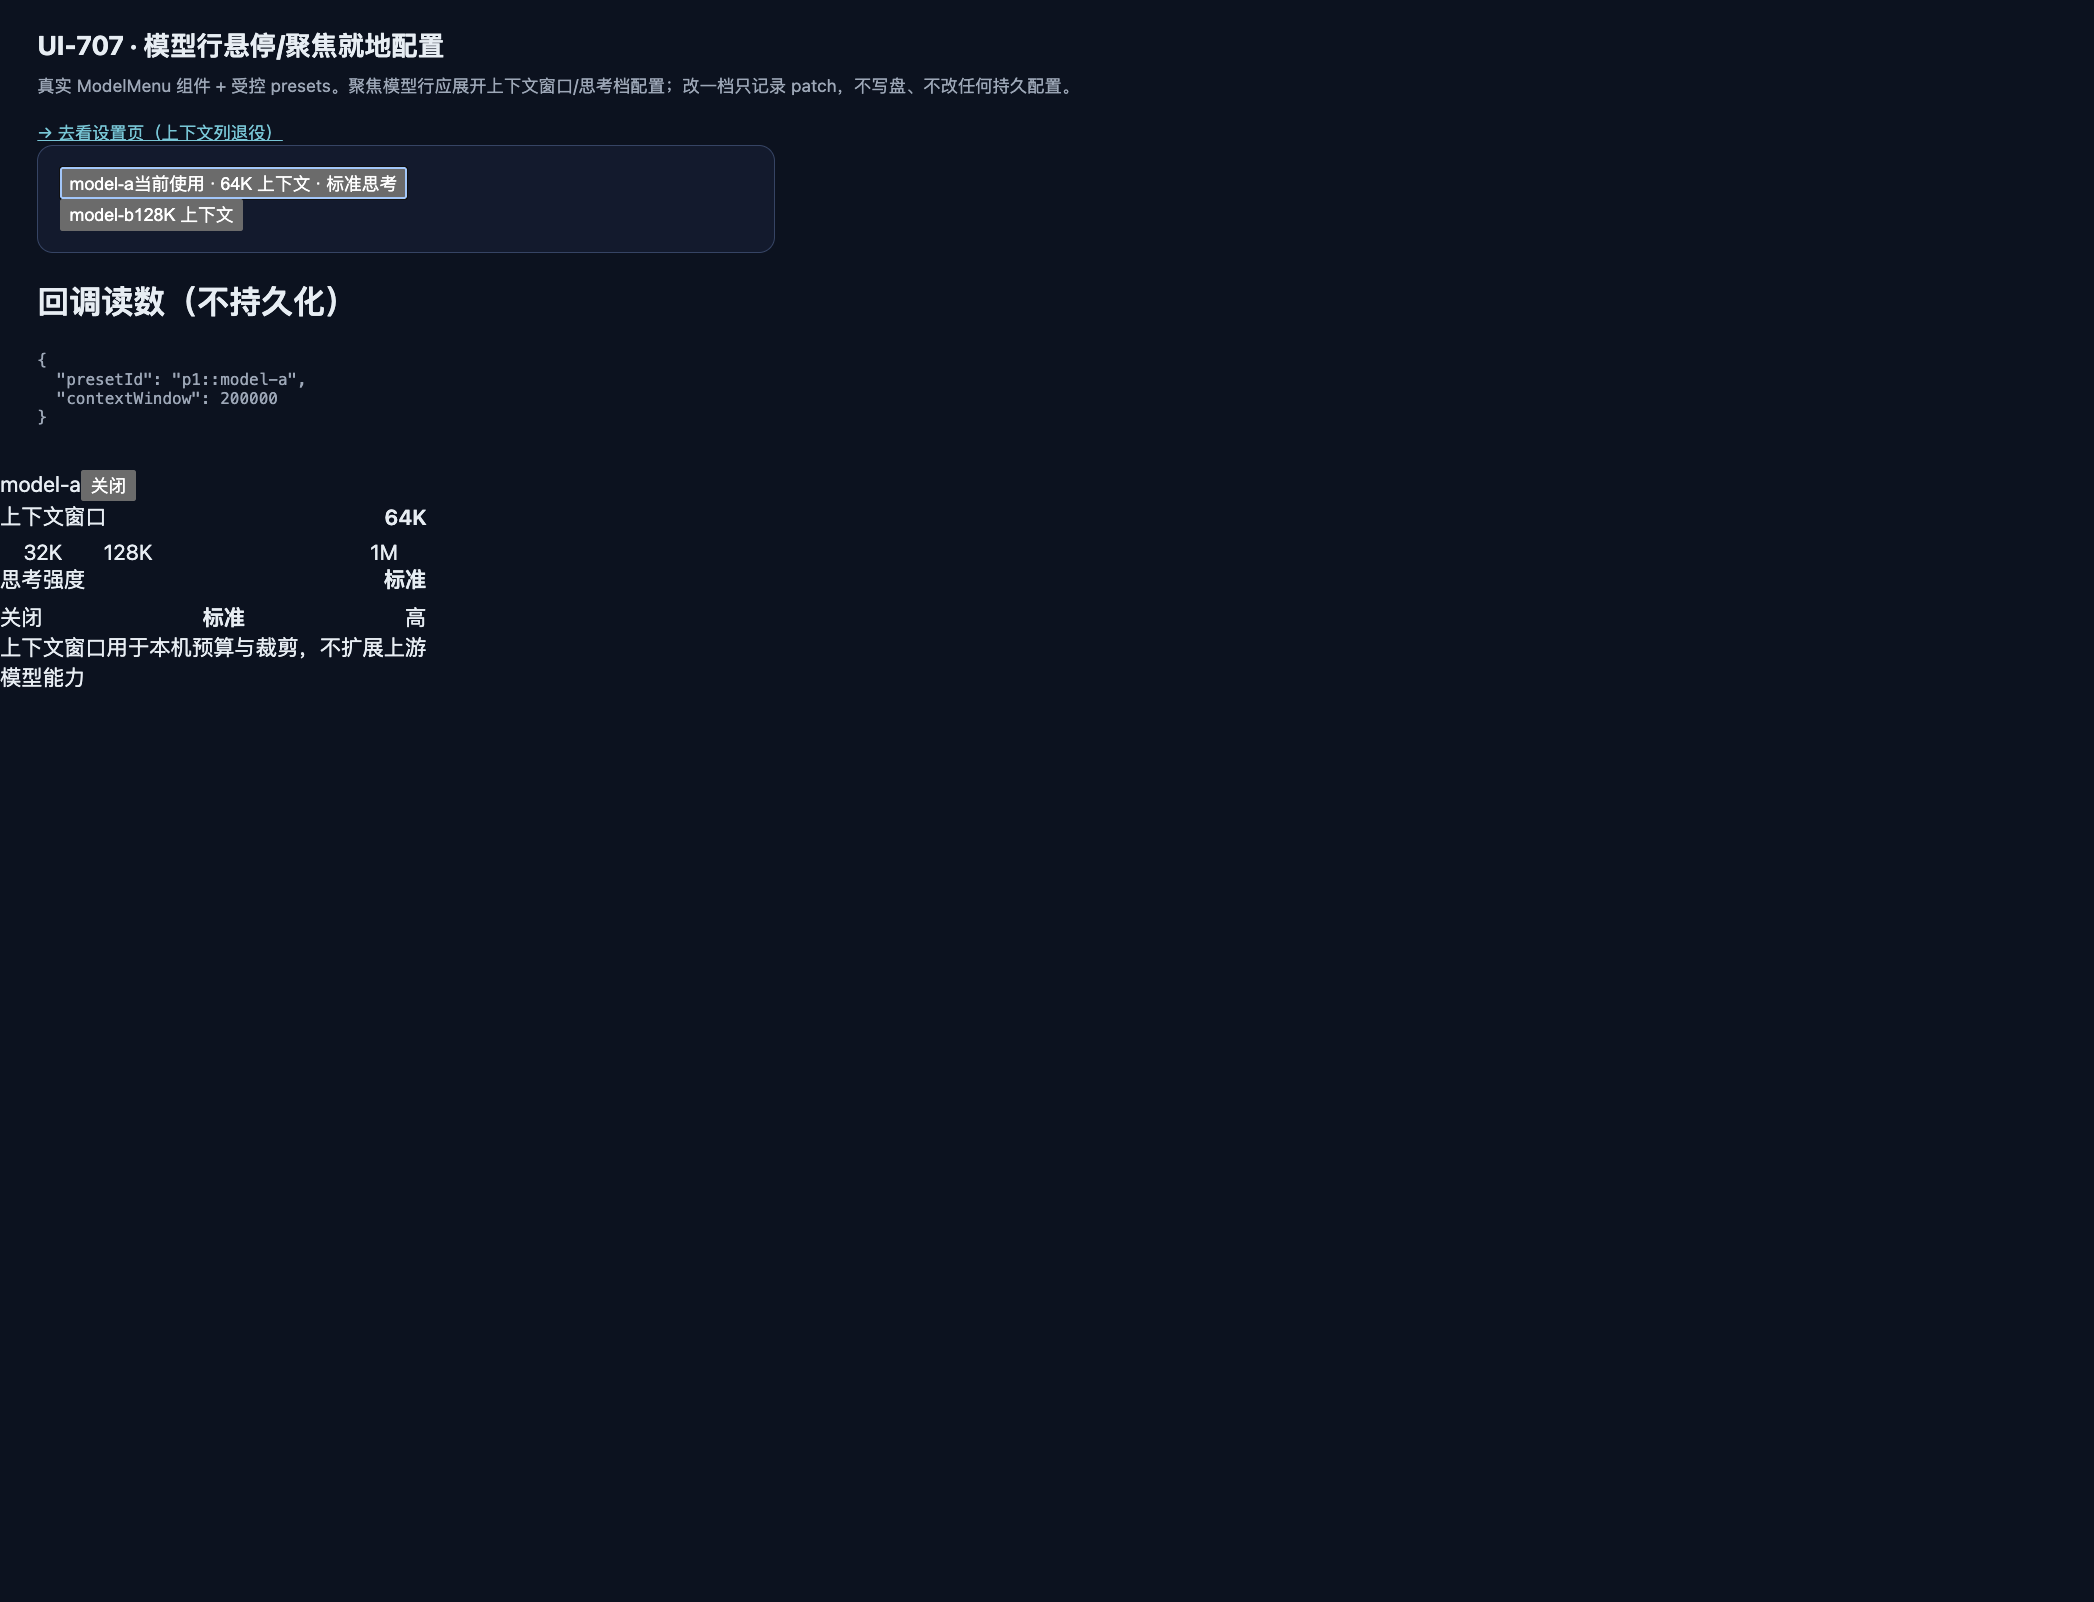 UI-707 · 模型行悬停/聚焦就地配置
真实 ModelMenu 组件 + 受控 presets。聚焦模型行应展开上下文窗口/思考档配置；改一档只记录 patch，不写盘、不改任何持久配置。
→ 去看设置页（上下文列退役）
model-a当前使用 · 64K 上下文 · 标准思考
model-b128K 上下文
回调读数（不持久化）
{
"presetId": "p1::model-a",
"contextWindow": 200000
}
model-a关闭
上下文窗口 64K
32K 128K 1M
思考强度 标准
关闭 标准 高
上下文窗口用于本机预算与裁剪，不扩展上游
模型能力